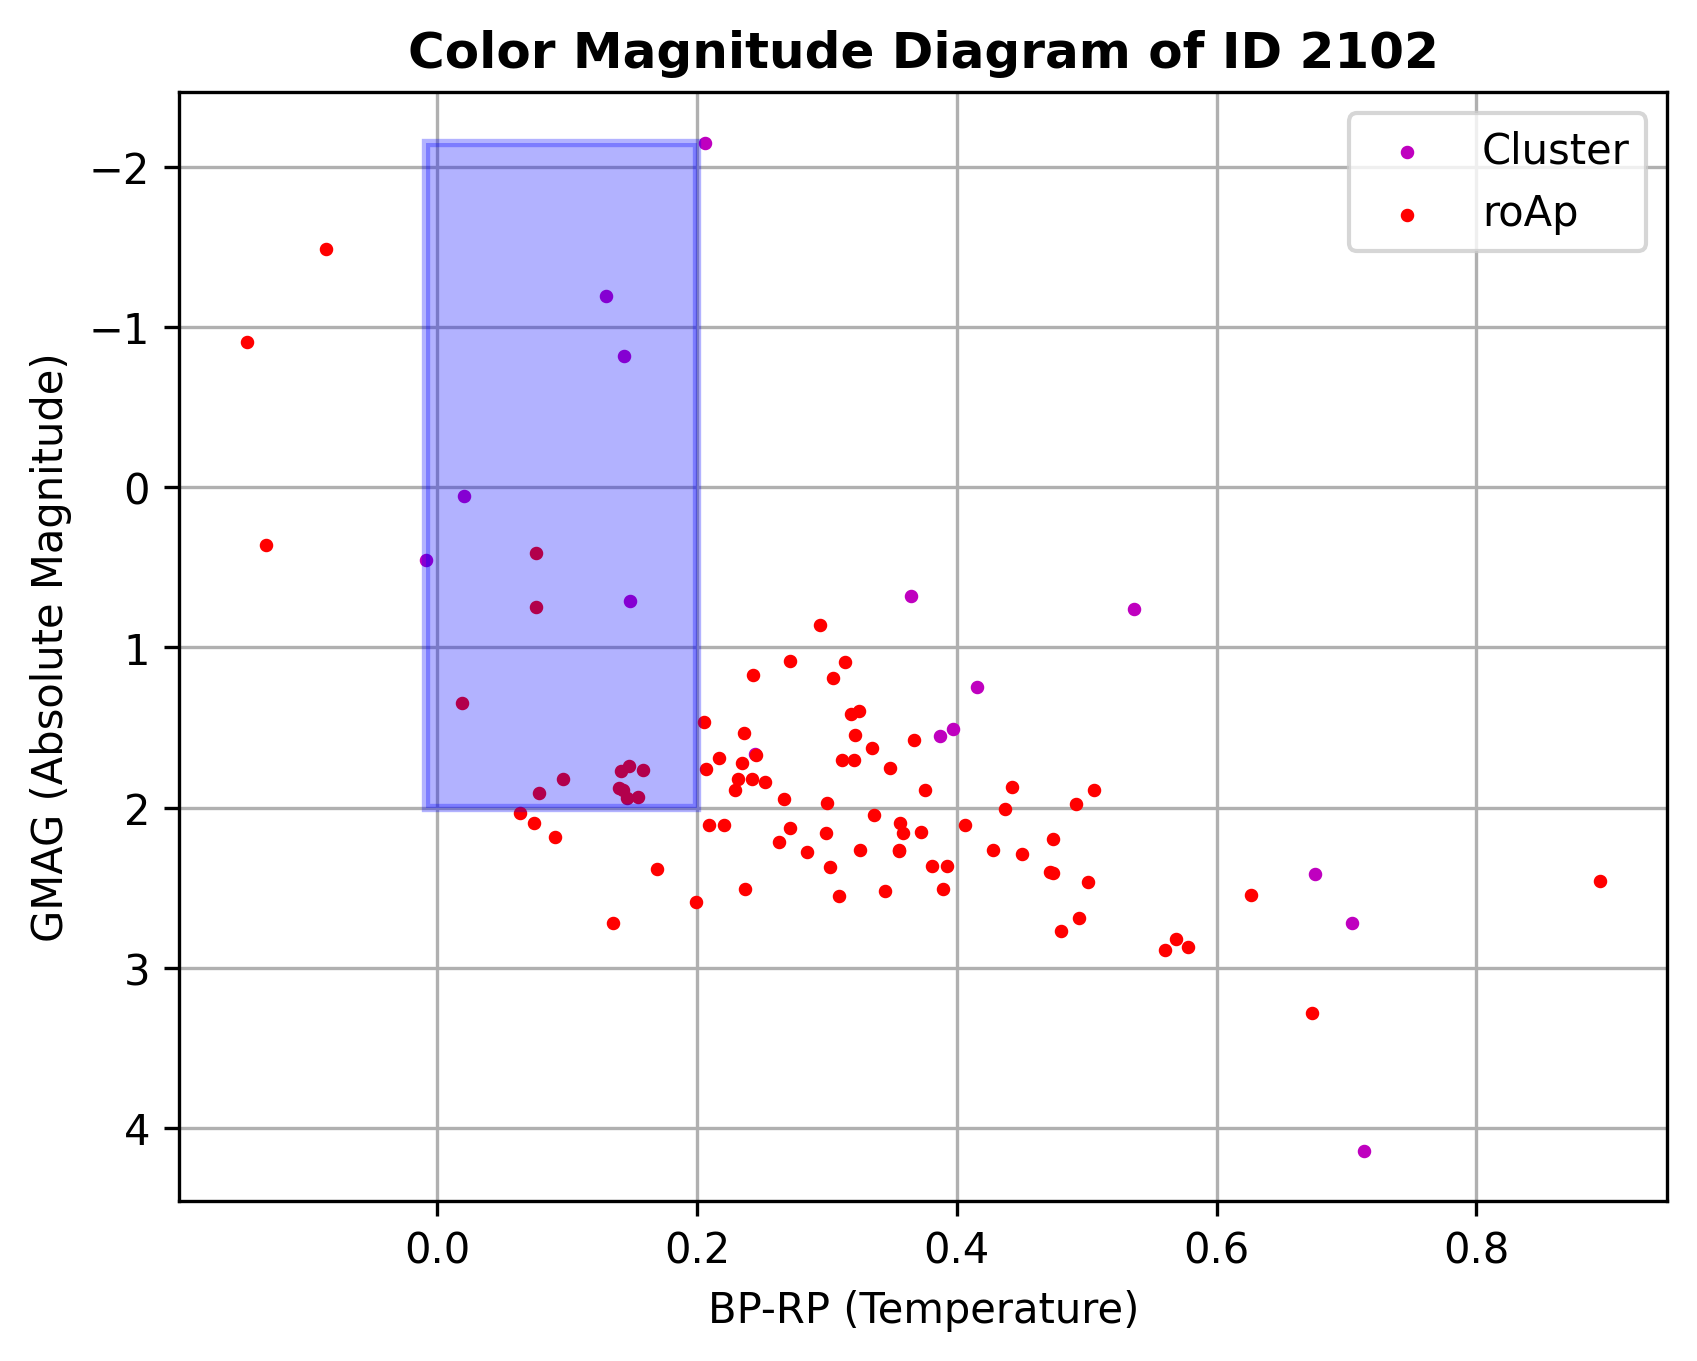 Color Magnitude Diagram of ID 2102
Cluster
roAp
GMAG (Absolute Magnitude)
−2
−1
0
1
2
3
4
0.0 0.2 0.4 0.6 0.8
BP-RP (Temperature)